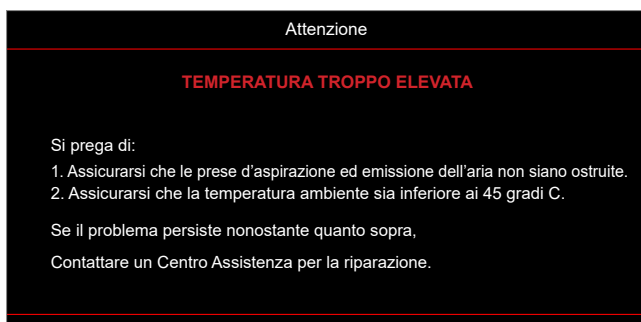 Attenzione
TEMPERATURA TROPPO ELEVATA
Si prega di:
1. Assicurarsi che le prese d’aspirazione ed emissione dell’aria non siano ostruite.
2. Assicurarsi che la temperatura ambiente sia inferiore ai 45 gradi C.
Se il problema persiste nonostante quanto sopra,
Contattare un Centro Assistenza per la riparazione.